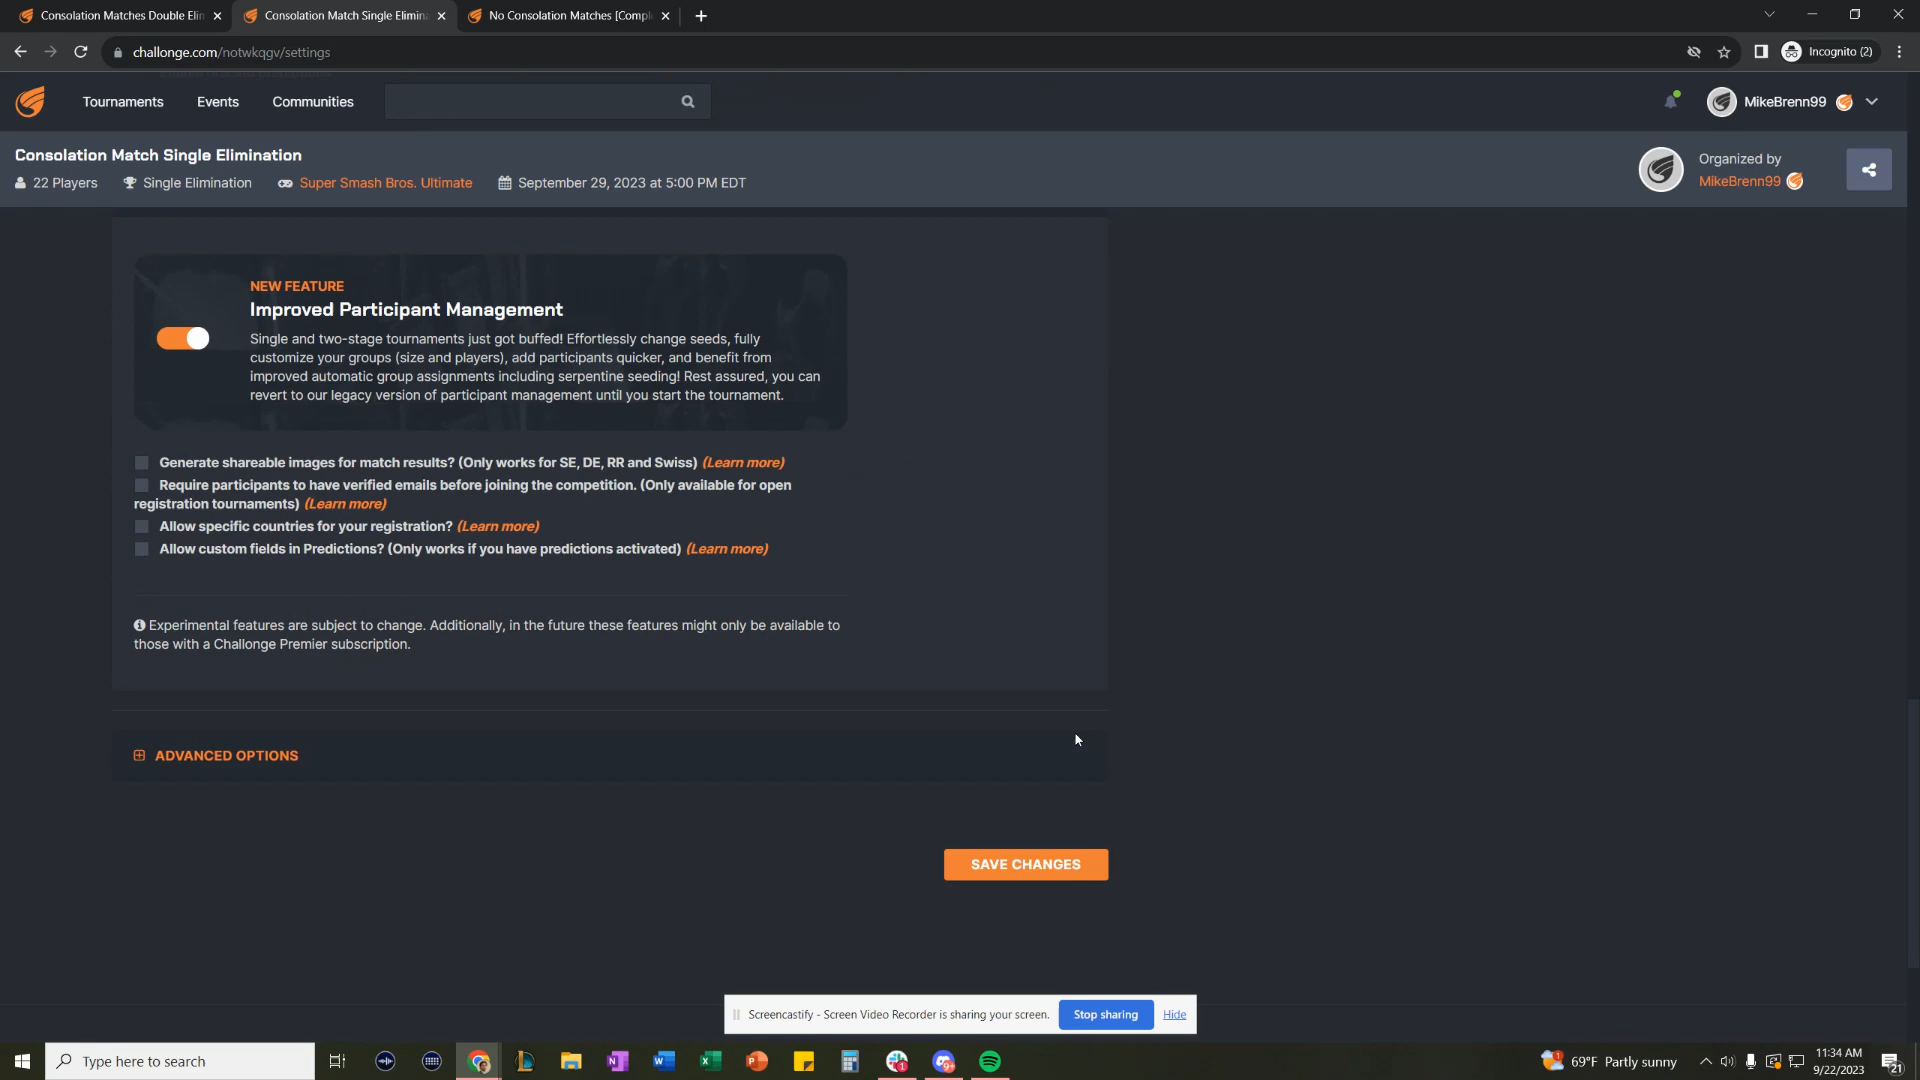 Consolation Matches Double Elim
Consolation Match Single Elimina
No Consolation Matches [Compl
challonge.com/notwkqgv/settings
Incognito (2)
Tournaments
Events
Communities
MikeBrenn99
Consolation Match Single Elimination
22 Players
Single Elimination
Super Smash Bros. Ultimate
September 29, 2023 at 5:00 PM EDT
Organized by
MikeBrenn99
NEW FEATURE
Improved Participant Management
Single and two-stage tournaments just got buffed! Effortlessly change seeds, fully
customize your groups (size and players), add participants quicker, and benefit from
improved automatic group assignments including serpentine seeding! Rest assured, you can
revert to our legacy version of participant management until you start the tournament.
Generate shareable images for match results? (Only works for SE, DE, RR and Swiss) (Learn more)
Require participants to have verified emails before joining the competition. (Only available for open
registration tournaments) (Learn more)
Allow specific countries for your registration? (Learn more)
Allow custom fields in Predictions? (Only works if you have predictions activated) (Learn more)
Experimental features are subject to change. Additionally, in the future these features might only be available to
those with a Challonge Premier subscription.
ADVANCED OPTIONS
SAVE CHANGES
Screencastify - Screen Video Recorder is sharing your screen.
Stop sharing
Hide
Type here to search
69°F Partly sunny
11:34 AM
9/22/2023
21